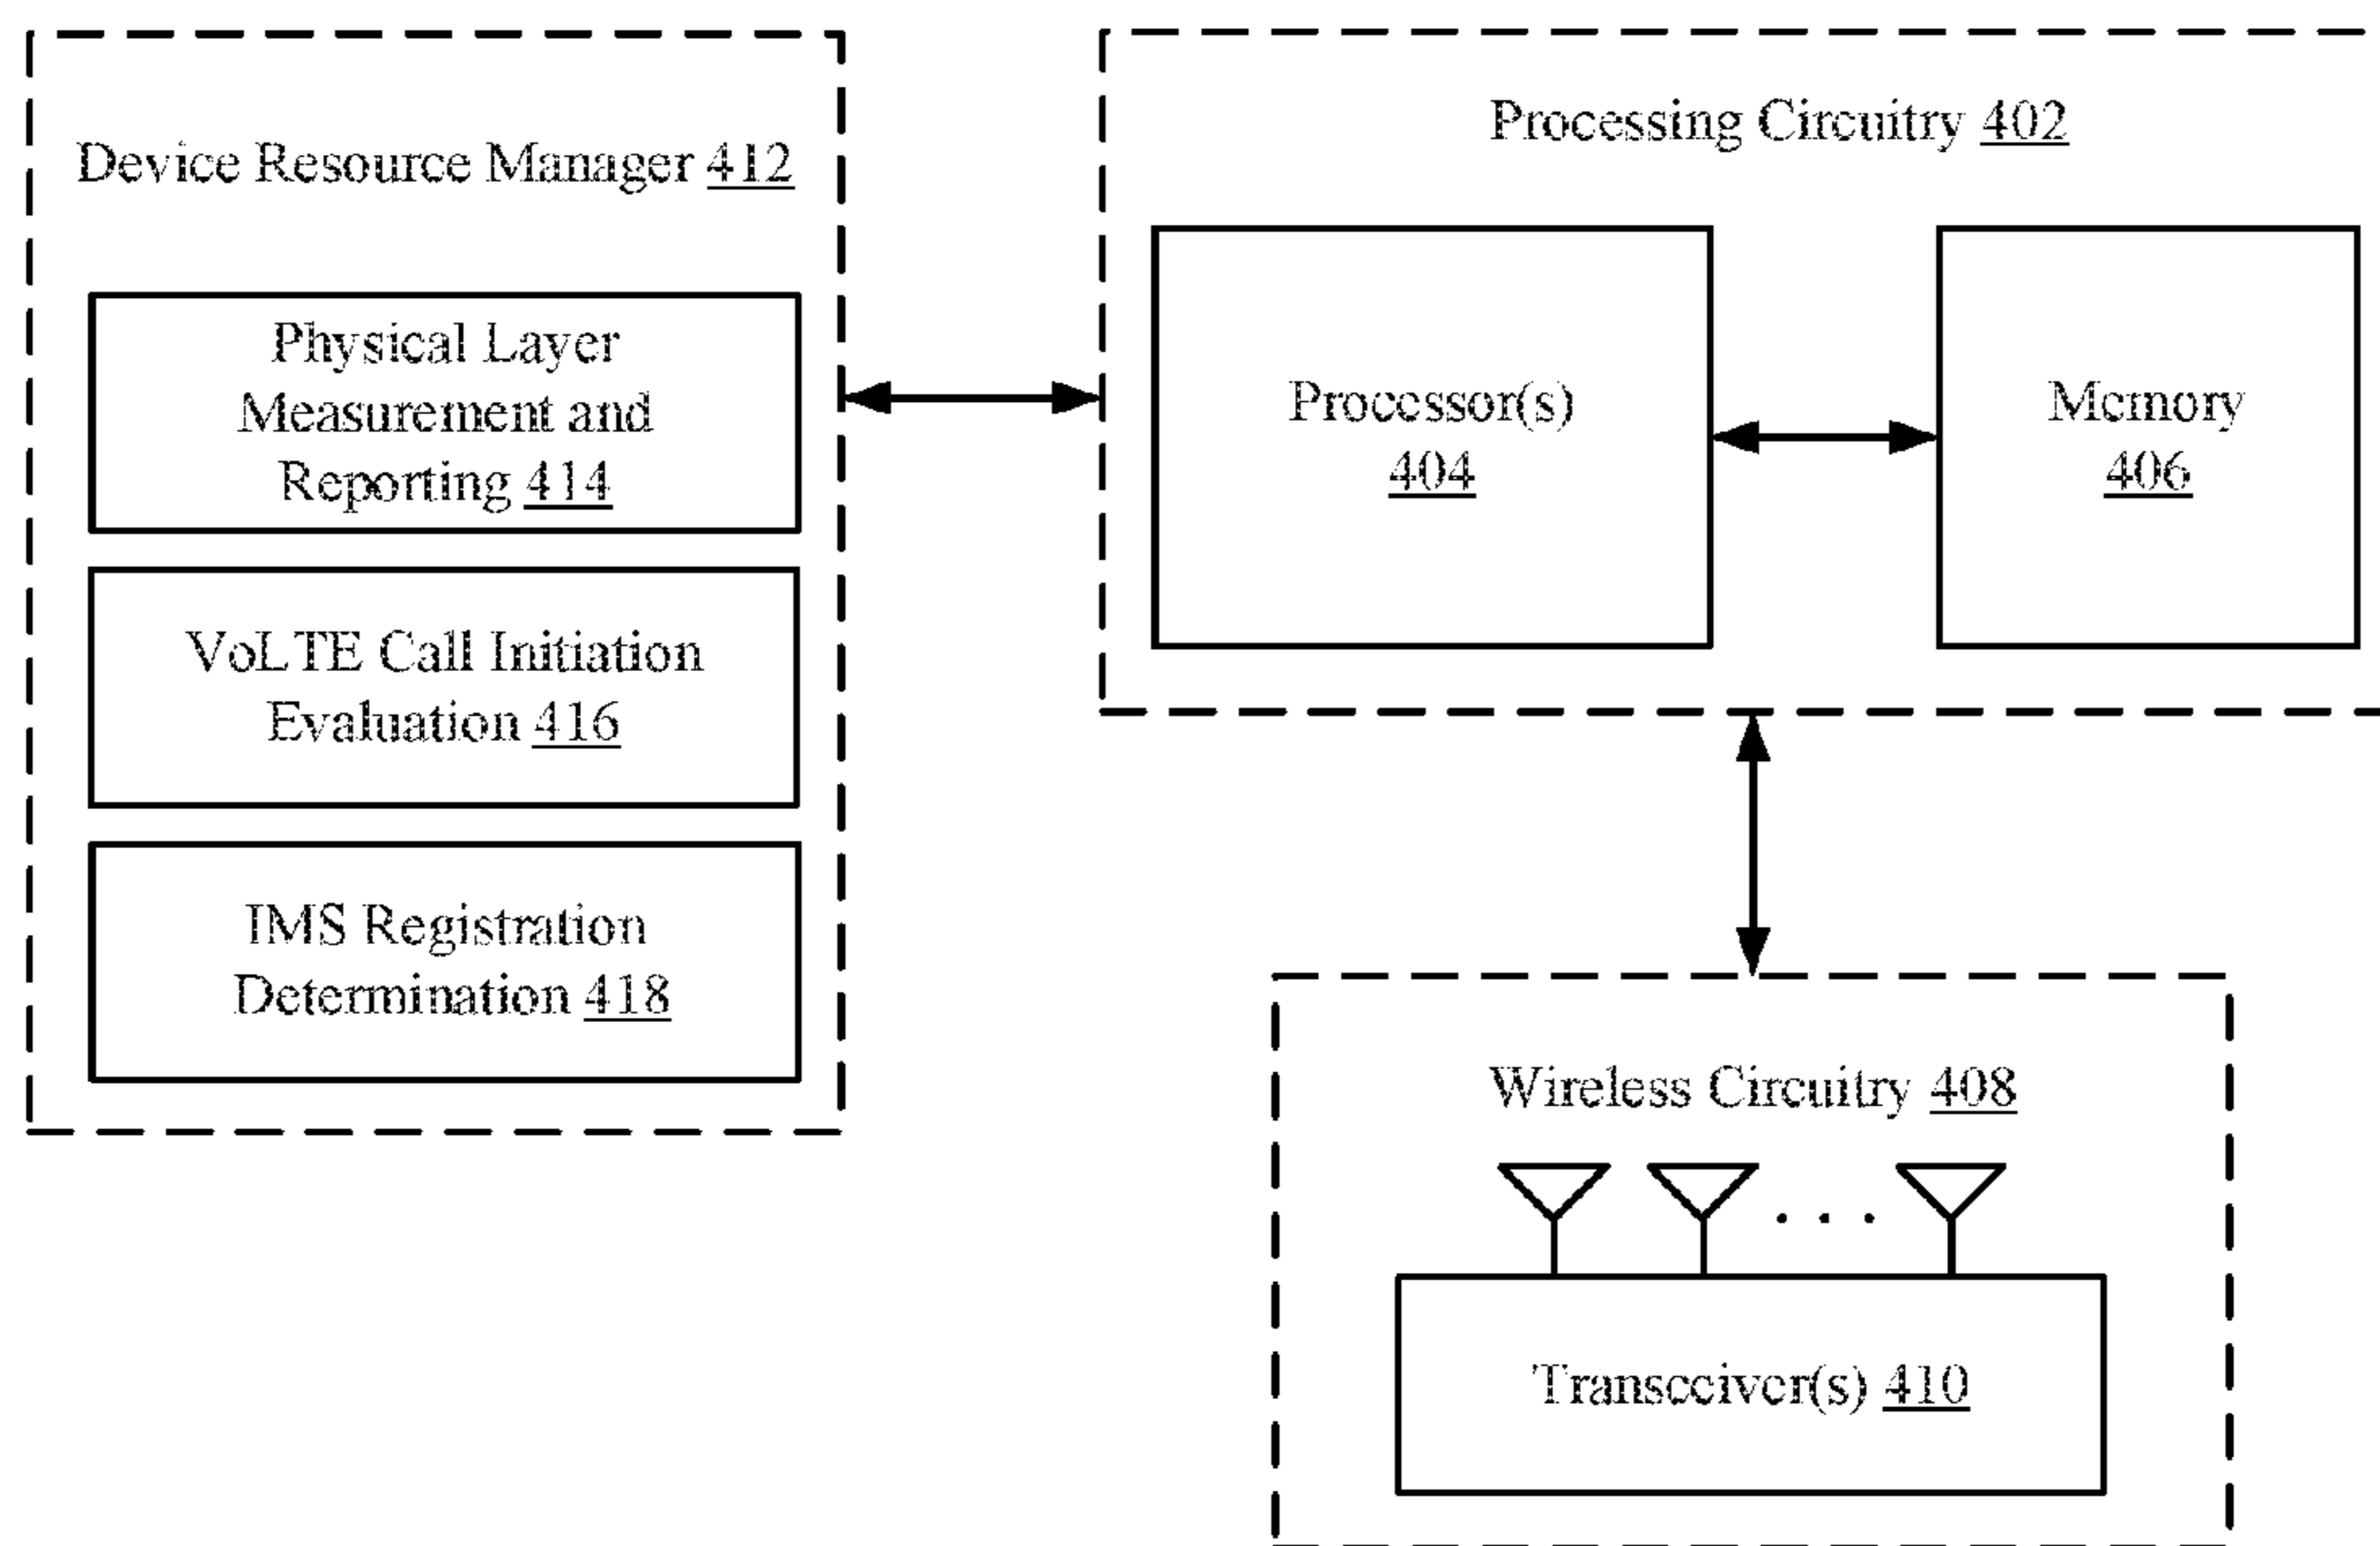 Device Resource Manager 412
Physical Layer
Measurement and
Reporting 414
VoLTE Call Initiation
Evaluation 416
IMS Registration
Determination 418
Processing Circuitry 402
Processor(s)
404
Memory
406
Wireless Circuitry 408
. . .
Transceiver(s) 410